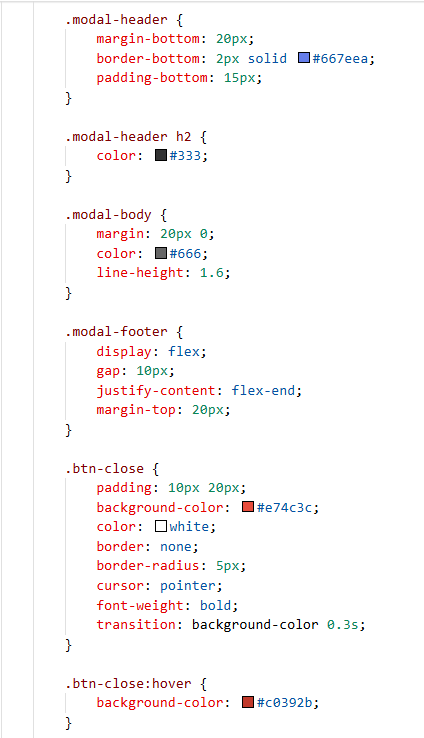 .modal-header {
margin-bottom: 20px;
border-bottom: 2px solid #667eea;
padding-bottom: 15px;
}
.modal-header h2 {
color: #333;
}
.modal-body {
margin: 20px 0;
color: #666;
line-height: 1.6;
}
.modal-footer {
display: flex;
gap: 10px;
justify-content: flex-end;
margin-top: 20px;
}
.btn-close {
padding: 10px 20px;
background-color: #e74c3c;
color: white;
border: none;
border-radius: 5px;
cursor: pointer;
font-weight: bold;
transition: background-color 0.3s;
}
.btn-close:hover {
background-color: #c0392b;
}